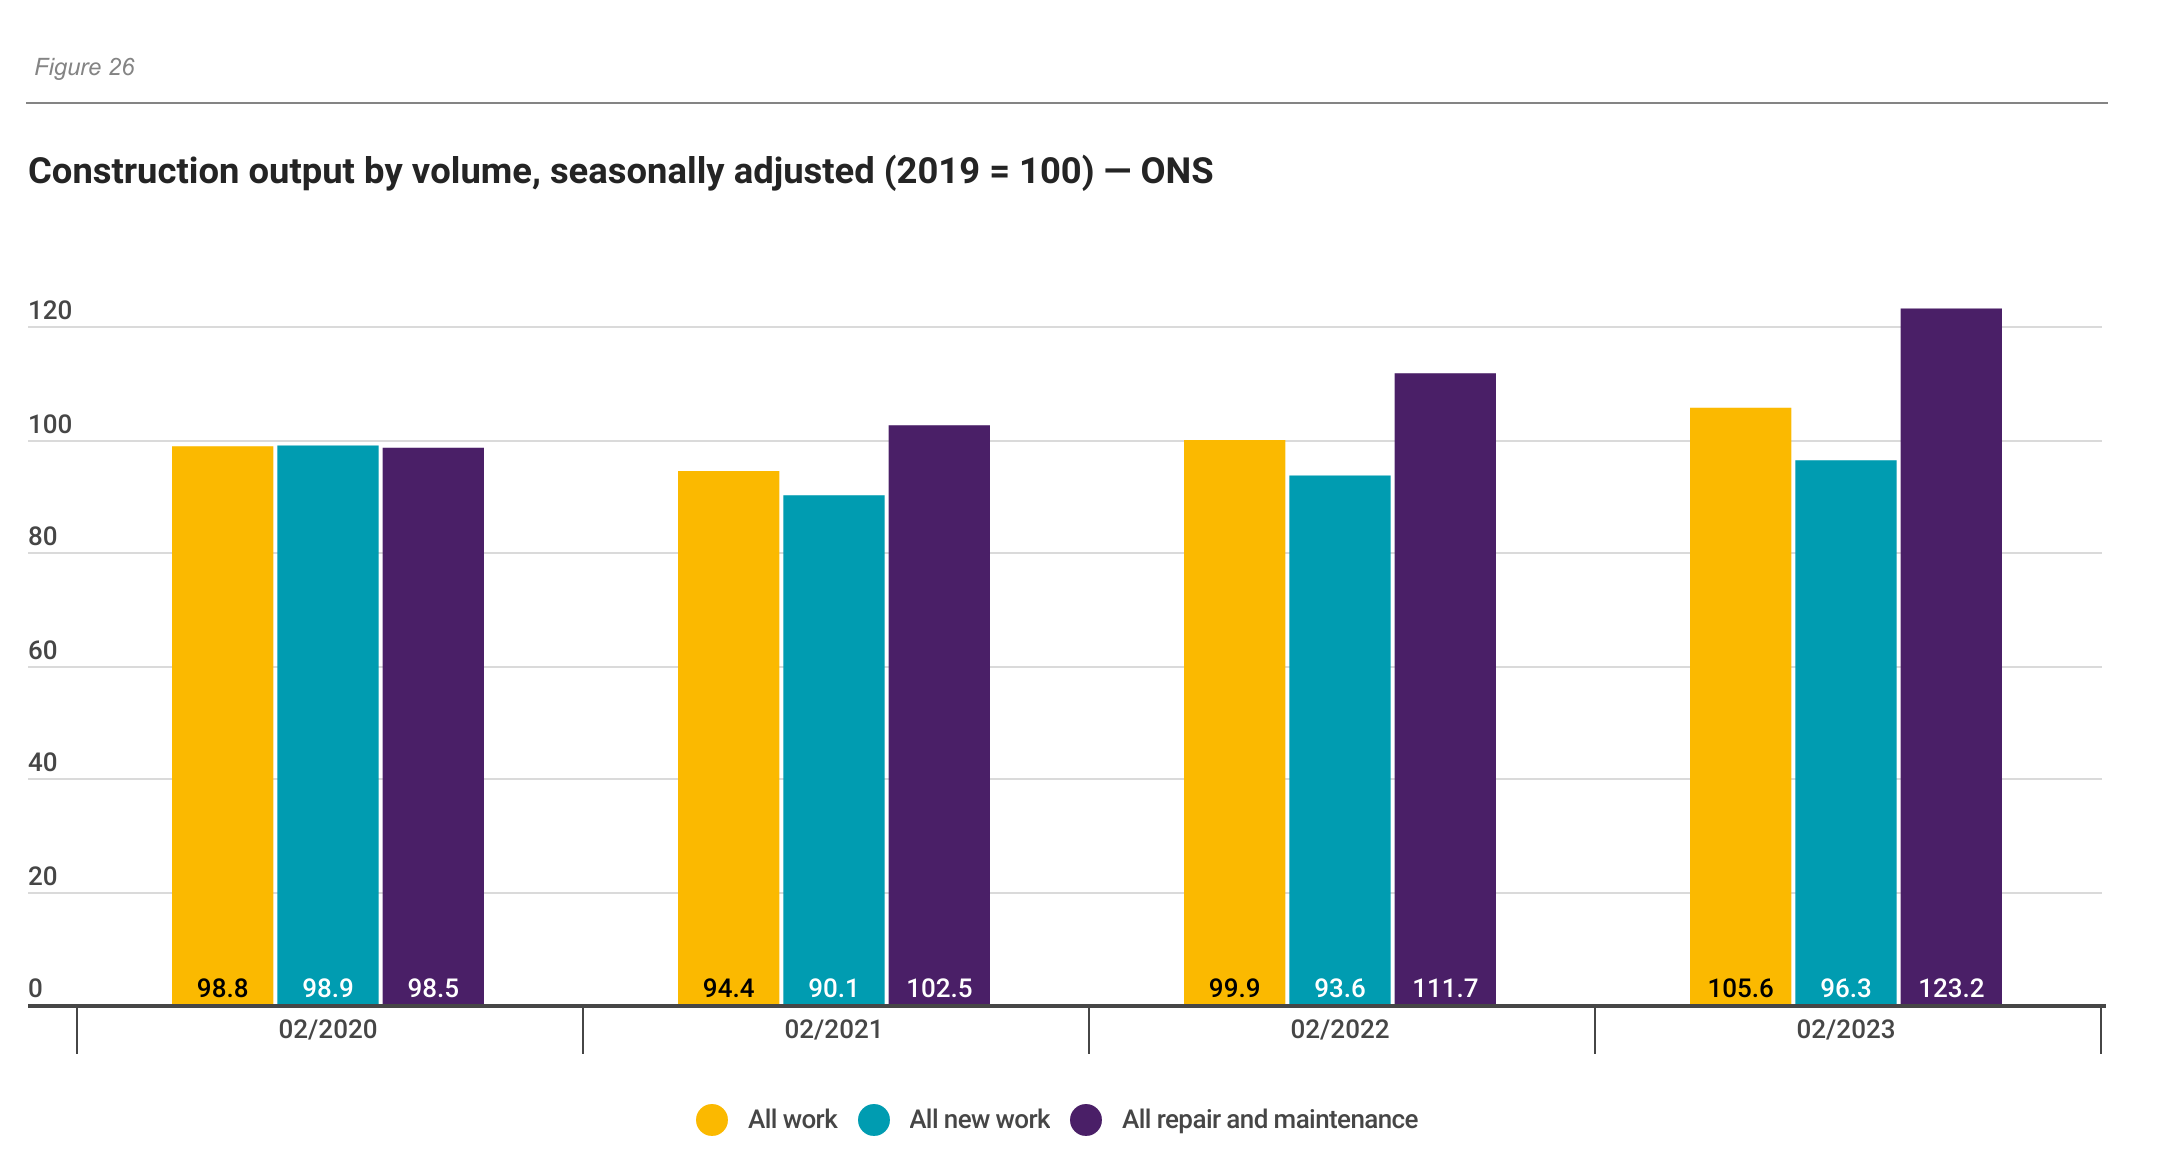 Figure 26
Construction output by volume, seasonally adjusted (2019 = 100) — ONS
120
100
80
60
40
20
0
98.8 98.9 98.5 94.4 90.1 102.5 99.9 93.6 111.7 105.6 96.3 123.2
02/2020 02/2021 02/2022 02/2023
All work All new work All repair and maintenance